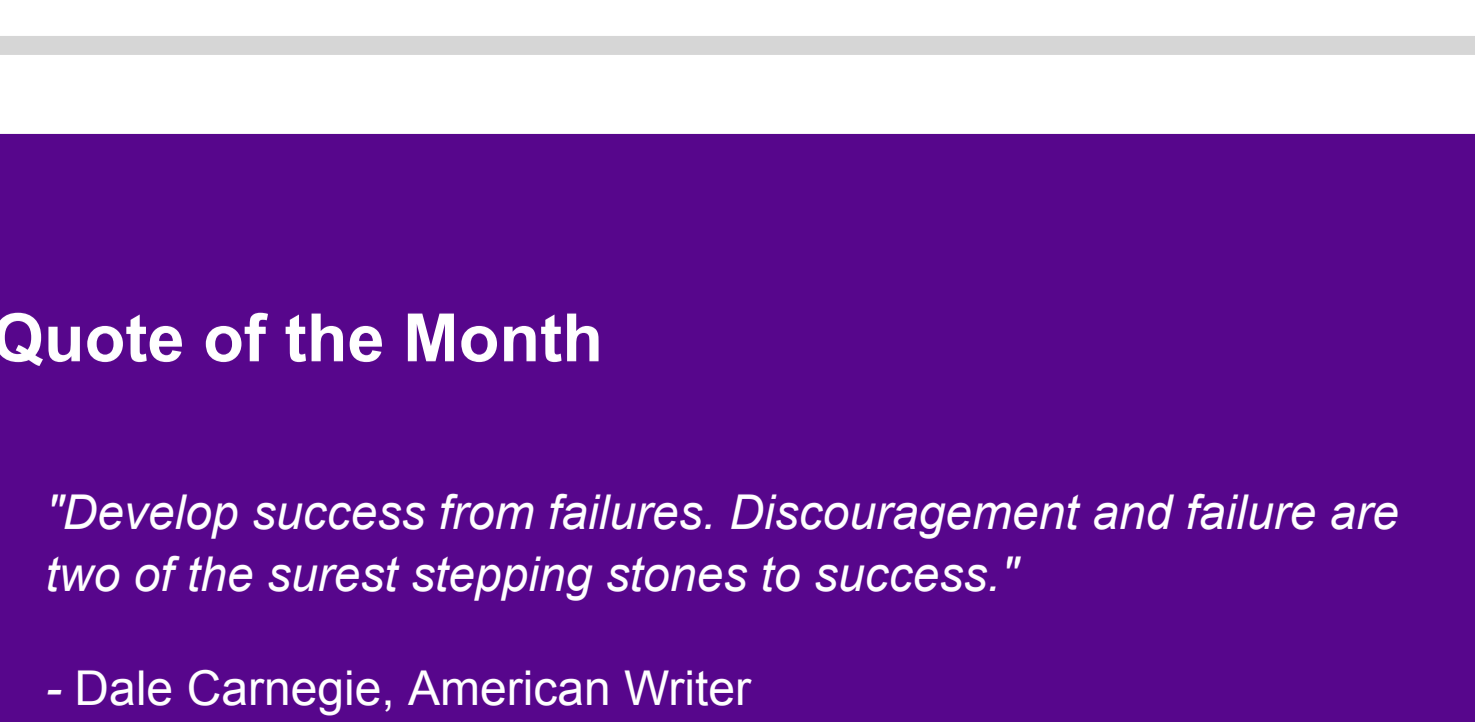 Quote of the Month
"Develop success from failures. Discouragement and failure are
two of the surest stepping stones to success."
- Dale Carnegie, American Writer